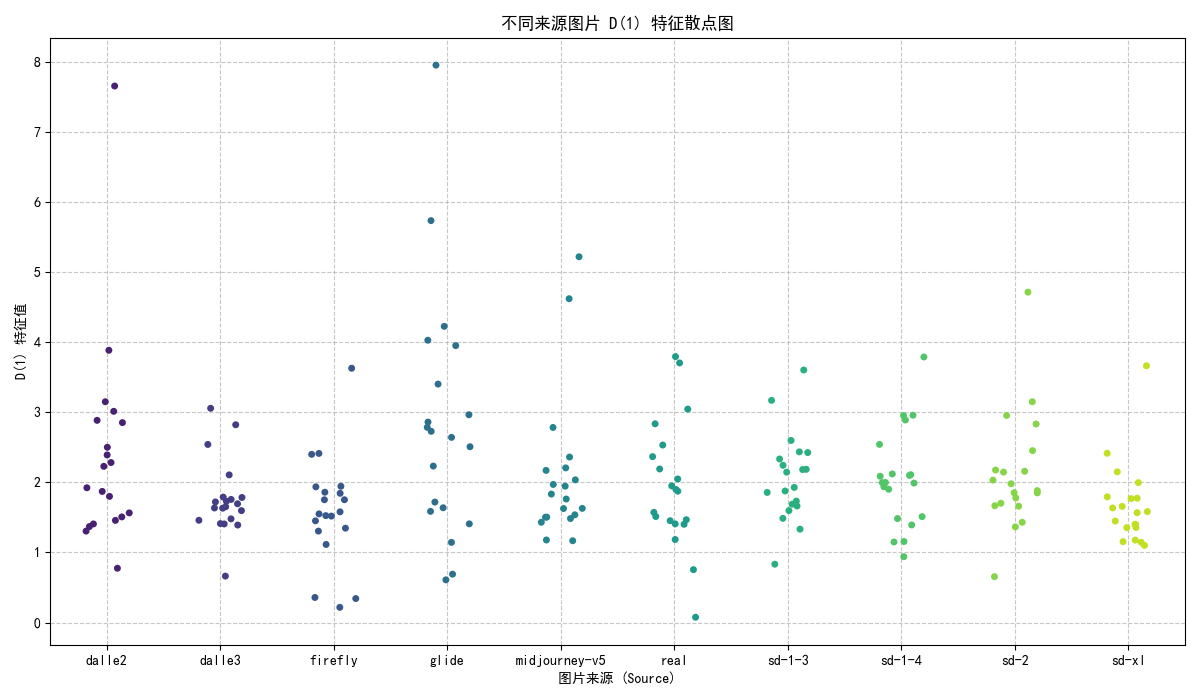 不同来源图片 D(1) 特征散点图
D(1) 特征值
8
7
6
5
4
3
2
1
0
dalle2 dalle3 firefly glide midjourney-v5 real sd-1-3 sd-1-4 sd-2 sd-xl
图片来源 (Source)